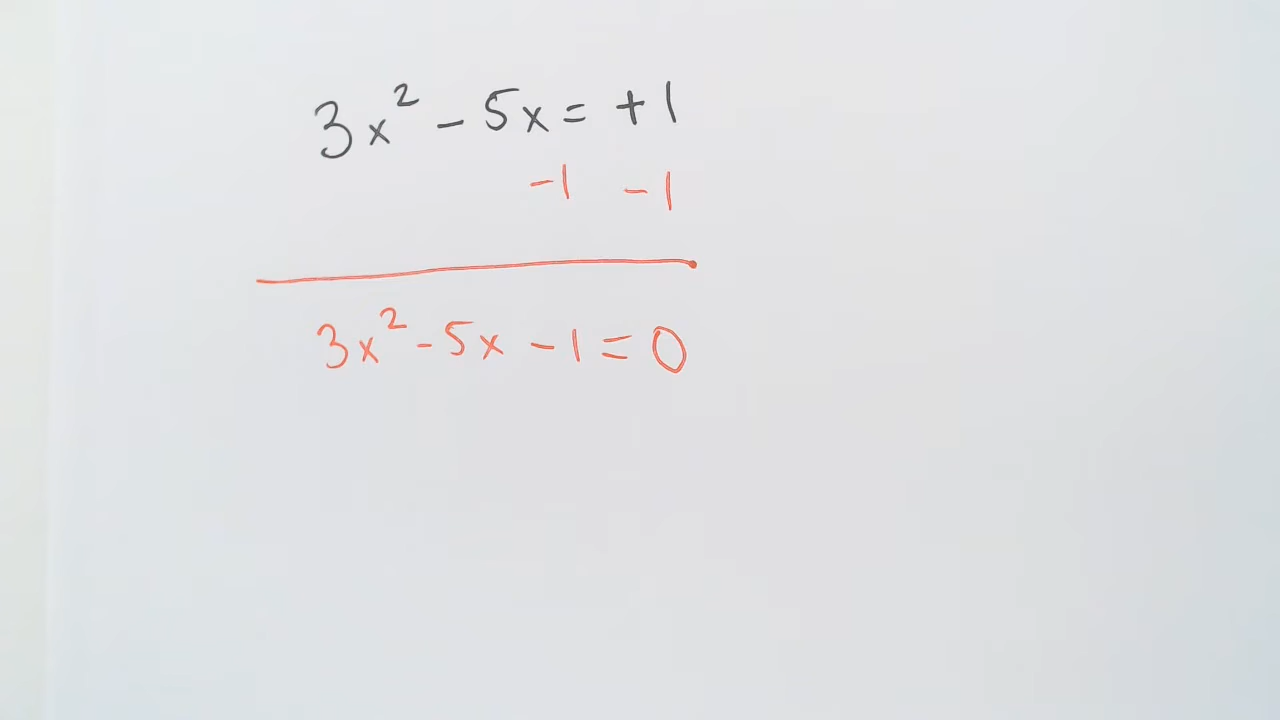 3x² - 5x = +1
-1 -1
3x² - 5x - 1 = 0